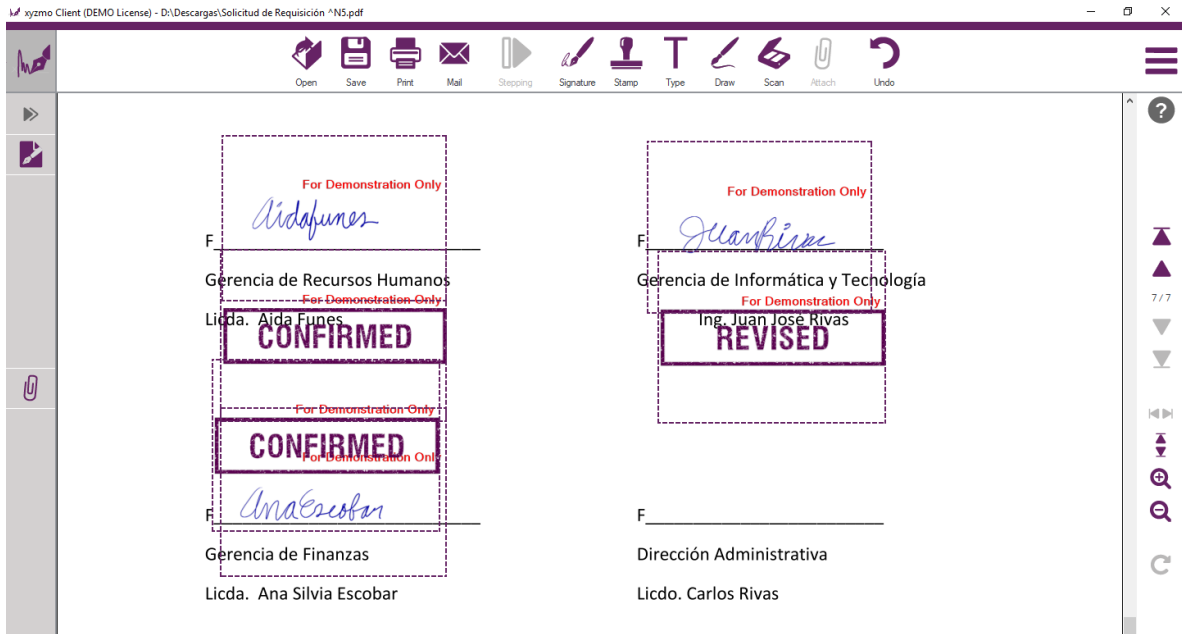 xyzmo Client (DEMO License) - D:\Descargas\Solicitud de Requisición ^N5.pdf
Open Save Print Mail Stepping Signature Stamp Type Draw Scan Attach Undo
?
For Demonstration Only
Aidafunes
F
Gerencia de Recursos Humanos
For Demonstration Only
Licda. Aida Funes
CONFIRMED
For Demonstration Only
JuanRivas
F
Gerencia de Informática y Tecnología
For Demonstration Only
Ing. Juan José Rivas
REVISED
7 / 7
For Demonstration Only
CONFIRMED
For Demonstration Only
AnaEscobar
F
Gerencia de Finanzas
Licda. Ana Silvia Escobar
F
Dirección Administrativa
Licdo. Carlos Rivas